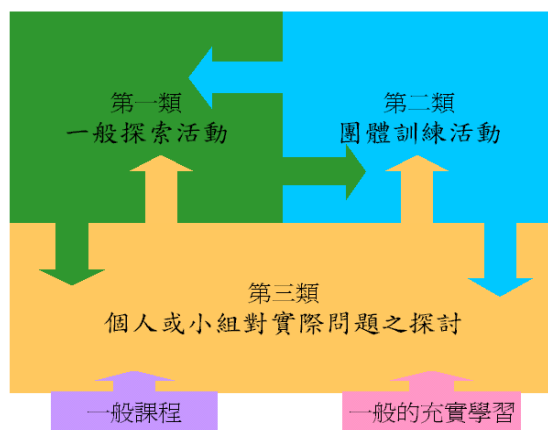 第一類
一般探索活動
第二類
團體訓練活動
第三類
個人或小組對實際問題之探討
一般課程
一般的充實學習